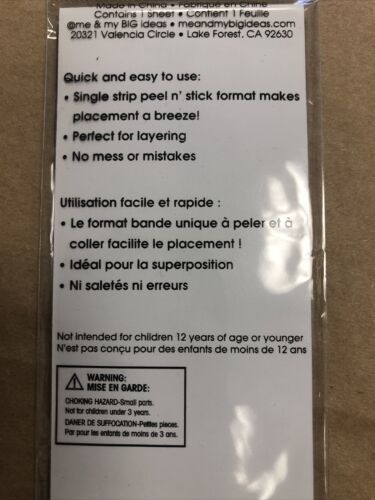 Made in China • Fabriqué en Chine
Contains 1 Sheet • Contient 1 Feuille
@me & my BIG ideas • meandmybigideas.com
20321 Valencia Circle • Lake Forest, CA 92630
Quick and easy to use:
• Single strip peel n' stick format makes
placement a breeze!
• Perfect for layering
• No mess or mistakes
Utilisation facile et rapide :
• Le format bande unique à peler et à
coller facilite le placement !
• Idéal pour la superposition
• Ni saletés ni erreurs
Not intended for children 12 years of age or younger
N'est pas conçu pour des enfants de moins de 12 ans
WARNING:
MISE EN GARDE:
CHOKING HAZARD-Small parts.
Not for children under 3 years.
DANER DE SUFFOCATION-Petites pieces.
Par pour les enfants de moins de 3 ans.